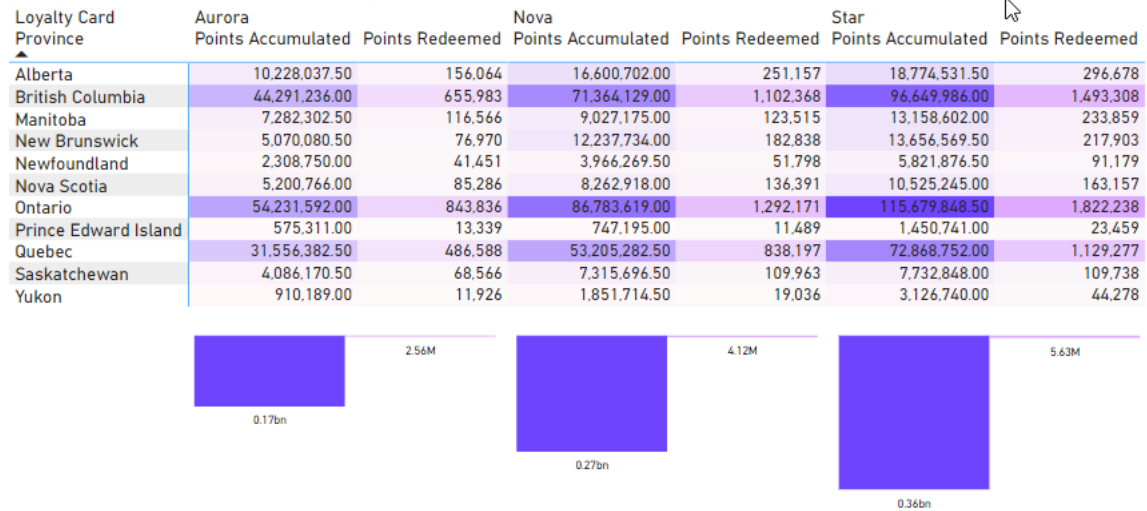 Loyalty Card Aurora Nova Star
Province Points Accumulated Points Redeemed Points Accumulated Points Redeemed Points Accumulated Points Redeemed
Alberta 10,228,037.50 156,064 16,600,702.00 251,157 18,774,531.50 296,678
British Columbia 44,291,236.00 655,983 71,364,129.00 1,102,368 96,649,986.00 1,493,308
Manitoba 7,282,302.50 116,566 9,027,175.00 123,515 13,158,602.00 233,859
New Brunswick 5,070,080.50 76,970 12,237,734.00 182,838 13,656,569.50 217,903
Newfoundland 2,308,750.00 41,451 3,966,269.50 51,798 5,821,876.50 91,179
Nova Scotia 5,200,766.00 85,286 8,262,918.00 136,391 10,525,245.00 163,157
Ontario 54,231,592.00 843,836 86,783,619.00 1,292,171 115,679,848.50 1,822,238
Prince Edward Island 575,311.00 13,339 747,195.00 11,489 1,450,741.00 23,459
Quebec 31,556,382.50 486,588 53,205,282.50 838,197 72,868,752.00 1,129,277
Saskatchewan 4,086,170.50 68,566 7,315,696.50 109,963 7,732,848.00 109,738
Yukon 910,189.00 11,926 1,851,714.50 19,036 3,126,740.00 44,278
2.56M 4.12M 5.63M
0.17bn
0.27bn
0.36bn